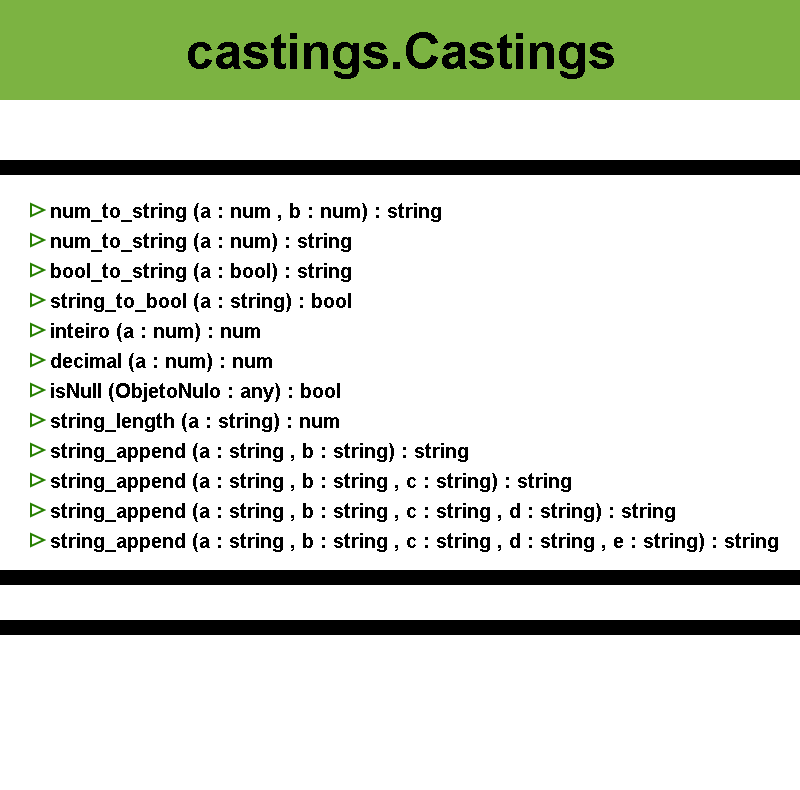 castings.Castings
num_to_string (a : num , b : num) : string
num_to_string (a : num) : string
bool_to_string (a : bool) : string
string_to_bool (a : string) : bool
inteiro (a : num) : num
decimal (a : num) : num
isNull (ObjetoNulo : any) : bool
string_length (a : string) : num
string_append (a : string , b : string) : string
string_append (a : string , b : string , c : string) : string
string_append (a : string , b : string , c : string , d : string) : string
string_append (a : string , b : string , c : string , d : string , e : string) : string